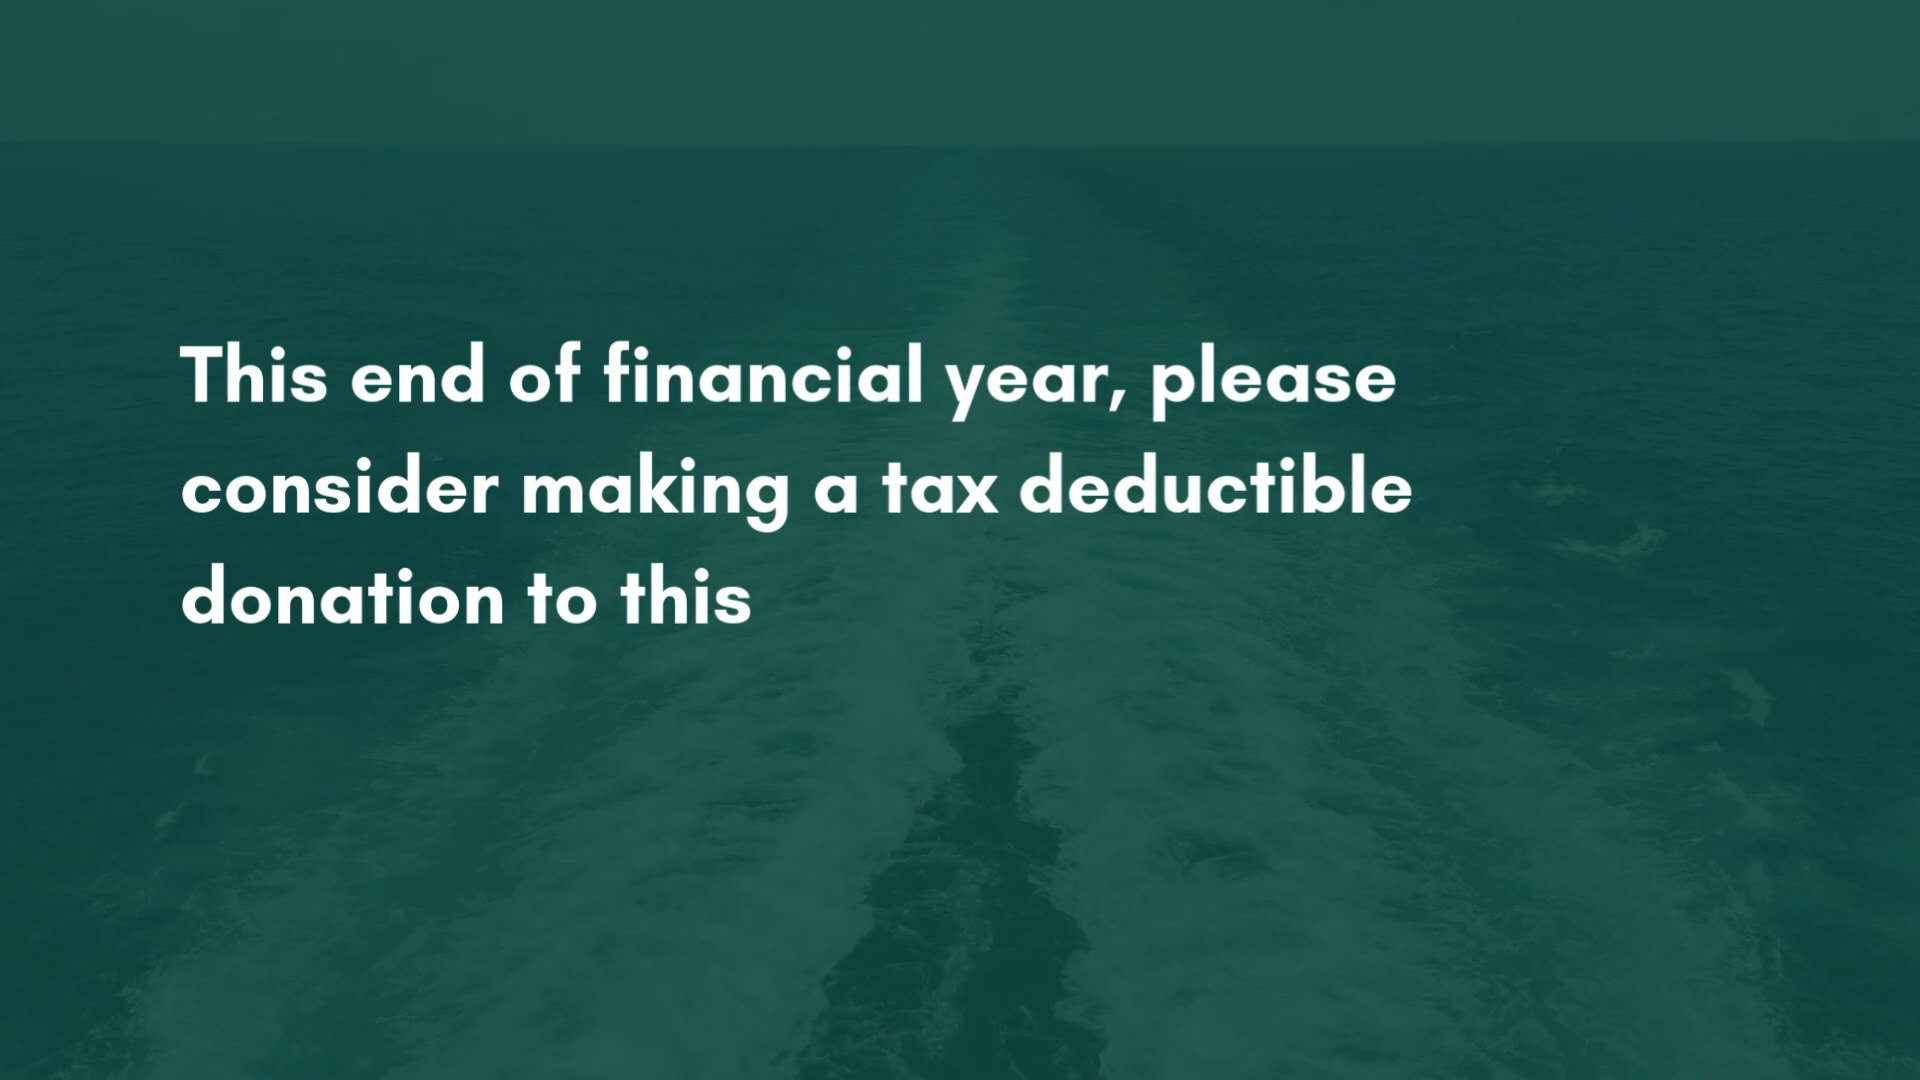 This end of financial year, please
consider making a tax deductible
donation to this